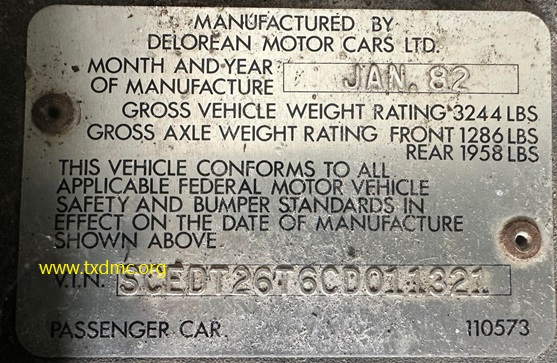 MANUFACTURED BY
DELOREAN MOTOR CARS LTD.
MONTH AND YEAR
OF MANUFACTURE JAN. 82
GROSS VEHICLE WEIGHT RATING 3244 LBS
GROSS AXLE WEIGHT RATING FRONT 1286 LBS
REAR 1958 LBS
THIS VEHICLE CONFORMS TO ALL
APPLICABLE FEDERAL MOTOR VEHICLE
SAFETY AND BUMPER STANDARDS IN
EFFECT ON THE DATE OF MANUFACTURE
SHOWN ABOVE
www.txdmc.org
V.I.N. SCEDT26T6CD011321
PASSENGER CAR. 110573